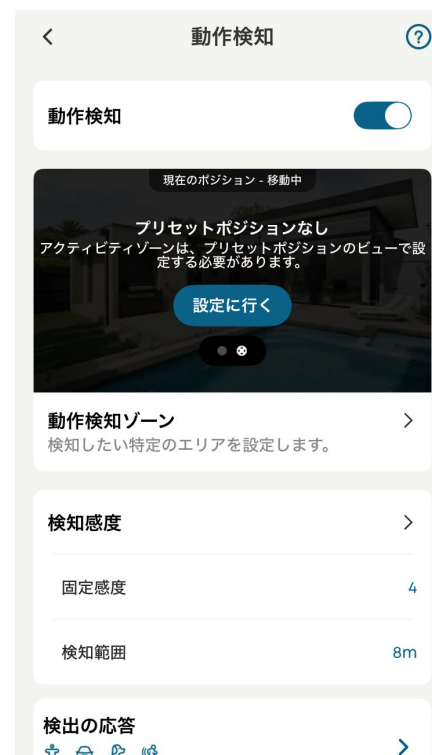 動作検知
?
動作検知
現在のポジション - 移動中
プリセットポジションなし
アクティビティゾーンは、プリセットポジションのビューで設
定する必要があります。
設定に行く
動作検知ゾーン
検知したい特定のエリアを設定します。
検知感度
固定感度 4
検知範囲 8m
検出の応答